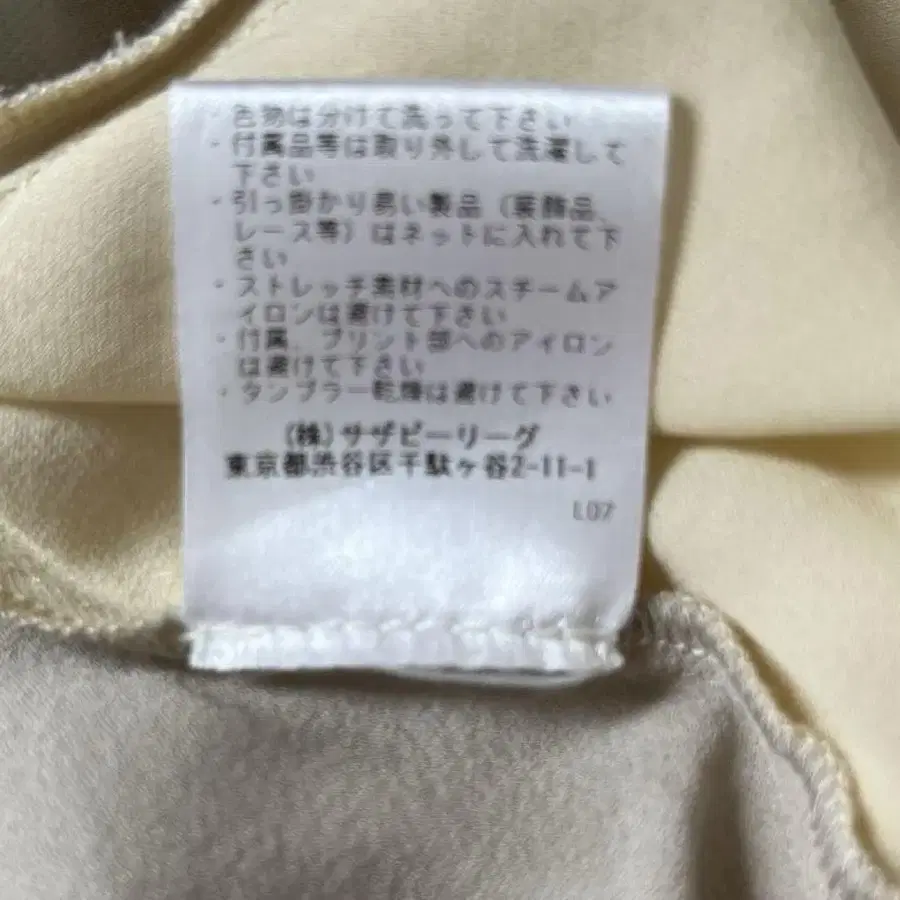 ・色物は分けて洗って下さい
・付属品等は取り外して洗濯して
下さい
・引っ掛かり易い製品（装飾品、
レース等）はネットに入れて下
さい
・ストレッチ素材へのスチームア
イロンは避けて下さい
・付属、プリント部へのアイロン
は避けて下さい
・タンブラー乾燥は避けて下さい
（株）サザビーリーグ
東京都渋谷区千駄ヶ谷2-11-1
L07